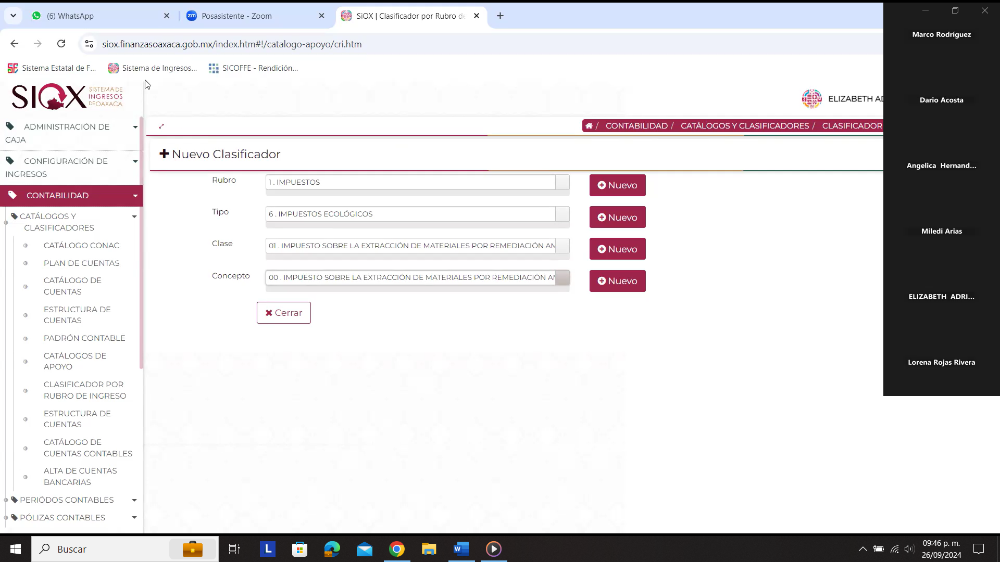 (6) WhatsApp
Posasistente - Zoom
SiOX | Clasificador por Rubro de
siox.finanzasoaxaca.gob.mx/index.htm#!/catalogo-apoyo/cri.htm
Sistema Estatal de F...
Sistema de Ingresos...
SICOFFE - Rendición...
SIOX
SISTEMA DE
INGRESOS
DE OAXACA
ELIZABETH AD
ADMINISTRACIÓN DE
CAJA
CONFIGURACIÓN DE
INGRESOS
CONTABILIDAD
CATÁLOGOS Y
CLASIFICADORES
CATÁLOGO CONAC
PLAN DE CUENTAS
CATÁLOGO DE
CUENTAS
ESTRUCTURA DE
CUENTAS
PADRÓN CONTABLE
CATÁLOGOS DE
APOYO
CLASIFICADOR POR
RUBRO DE INGRESO
ESTRUCTURA DE
CUENTAS
CATÁLOGO DE
CUENTAS CONTABLES
ALTA DE CUENTAS
BANCARIAS
PERIÓDOS CONTABLES
PÓLIZAS CONTABLES
/ CONTABILIDAD / CATÁLOGOS Y CLASIFICADORES / CLASIFICADOR
Nuevo Clasificador
Rubro
1 . IMPUESTOS
Nuevo
Tipo
6 . IMPUESTOS ECOLÓGICOS
Nuevo
Clase
01 . IMPUESTO SOBRE LA EXTRACCIÓN DE MATERIALES POR REMEDIACIÓN AM
Nuevo
Concepto
00 . IMPUESTO SOBRE LA EXTRACCIÓN DE MATERIALES POR REMEDIACIÓN AM
Nuevo
Cerrar
Marco Rodríguez
Dario Acosta
Angelica Hernand...
Miledi Arias
ELIZABETH ADRI...
Lorena Rojas Rivera
Buscar
L
09:46 p. m.
26/09/2024